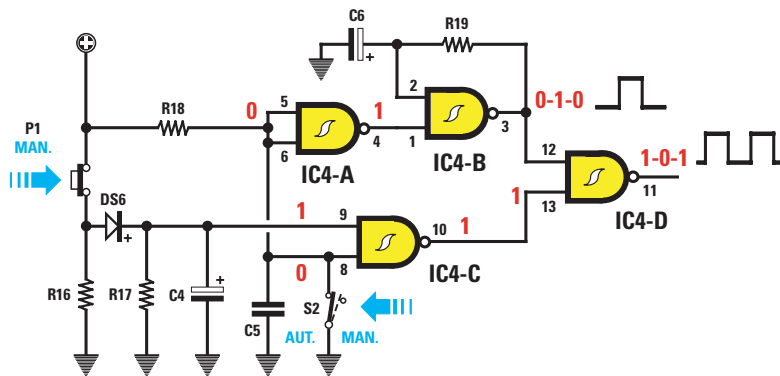 C6
R19
+
R18
0
5
1
2
0-1-0
P1
MAN.
6
4
1
3
12
1-0-1
IC4-A
IC4-B
11
DS6
1
13
IC4-D
+
1
9
10
1
R16
R17
C4
+
0
8
IC4-C
C5
S2
AUT.
MAN.